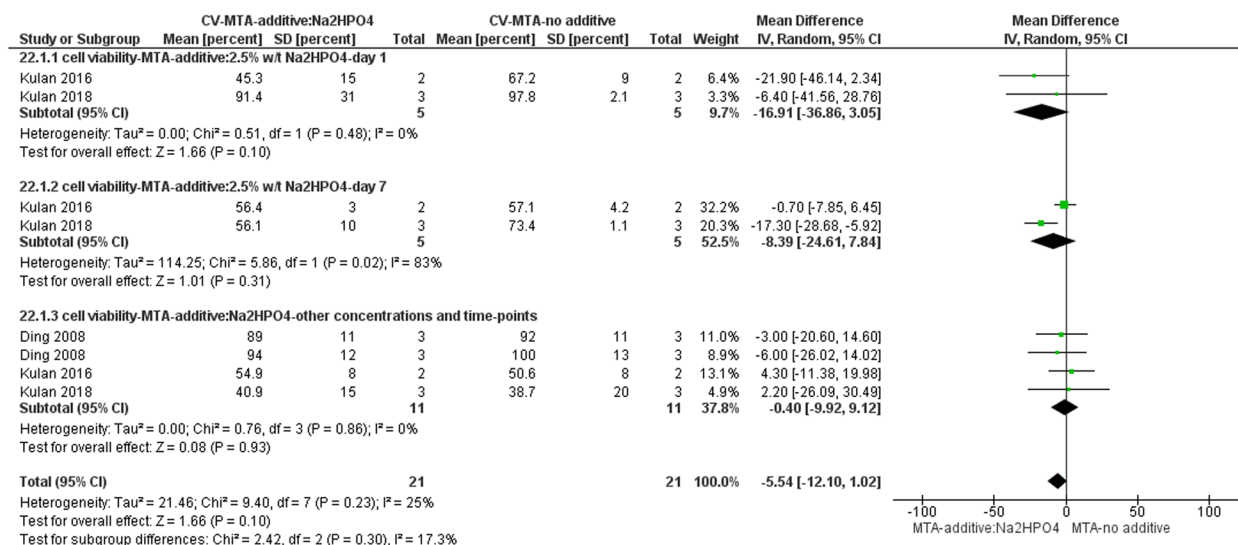 CV-MTA-additive:Na2HPO4 CV-MTA-no additive Mean Difference Mean Difference
Study or Subgroup Mean [percent] SD [percent] Total Mean [percent] SD [percent] Total Weight IV, Random, 95% CI IV, Random, 95% CI
22.1.1 cell viability-MTA-additive:2.5% w/t Na2HPO4-day 1
Kulan 2016 45.3 15 2 67.2 9 2 6.4% -21.90 [-46.14, 2.34]
Kulan 2018 91.4 31 3 97.8 2.1 3 3.3% -6.40 [-41.56, 28.76]
Subtotal (95% CI) 5 5 9.7% -16.91 [-36.86, 3.05]
Heterogeneity: Tau² = 0.00; Chi² = 0.51, df = 1 (P = 0.48); I² = 0%
Test for overall effect: Z = 1.66 (P = 0.10)
22.1.2 cell viability-MTA-additive:2.5% w/t Na2HPO4-day 7
Kulan 2016 56.4 3 2 57.1 4.2 2 32.2% -0.70 [-7.85, 6.45]
Kulan 2018 56.1 10 3 73.4 1.1 3 20.3% -17.30 [-28.68, -5.92]
Subtotal (95% CI) 5 5 52.5% -8.39 [-24.61, 7.84]
Heterogeneity: Tau² = 114.25; Chi² = 5.86, df = 1 (P = 0.02); I² = 83%
Test for overall effect: Z = 1.01 (P = 0.31)
22.1.3 cell viability-MTA-additive:Na2HPO4-other concentrations and time-points
Ding 2008 89 11 3 92 11 3 11.0% -3.00 [-20.60, 14.60]
Ding 2008 94 12 3 100 13 3 8.9% -6.00 [-26.02, 14.02]
Kulan 2016 54.9 8 2 50.6 8 2 13.1% 4.30 [-11.38, 19.98]
Kulan 2018 40.9 15 3 38.7 20 3 4.9% 2.20 [-26.09, 30.49]
Subtotal (95% CI) 11 11 37.8% -0.40 [-9.92, 9.12]
Heterogeneity: Tau² = 0.00; Chi² = 0.76, df = 3 (P = 0.86); I² = 0%
Test for overall effect: Z = 0.08 (P = 0.93)
Total (95% CI) 21 21 100.0% -5.54 [-12.10, 1.02]
Heterogeneity: Tau² = 21.46; Chi² = 9.40, df = 7 (P = 0.23); I² = 25%
Test for overall effect: Z = 1.66 (P = 0.10)
Test for subgroup differences: Chi² = 2.42, df = 2 (P = 0.30), I² = 17.3%
-100 -50 0 50 100
MTA-additive:Na2HPO4 MTA-no additive